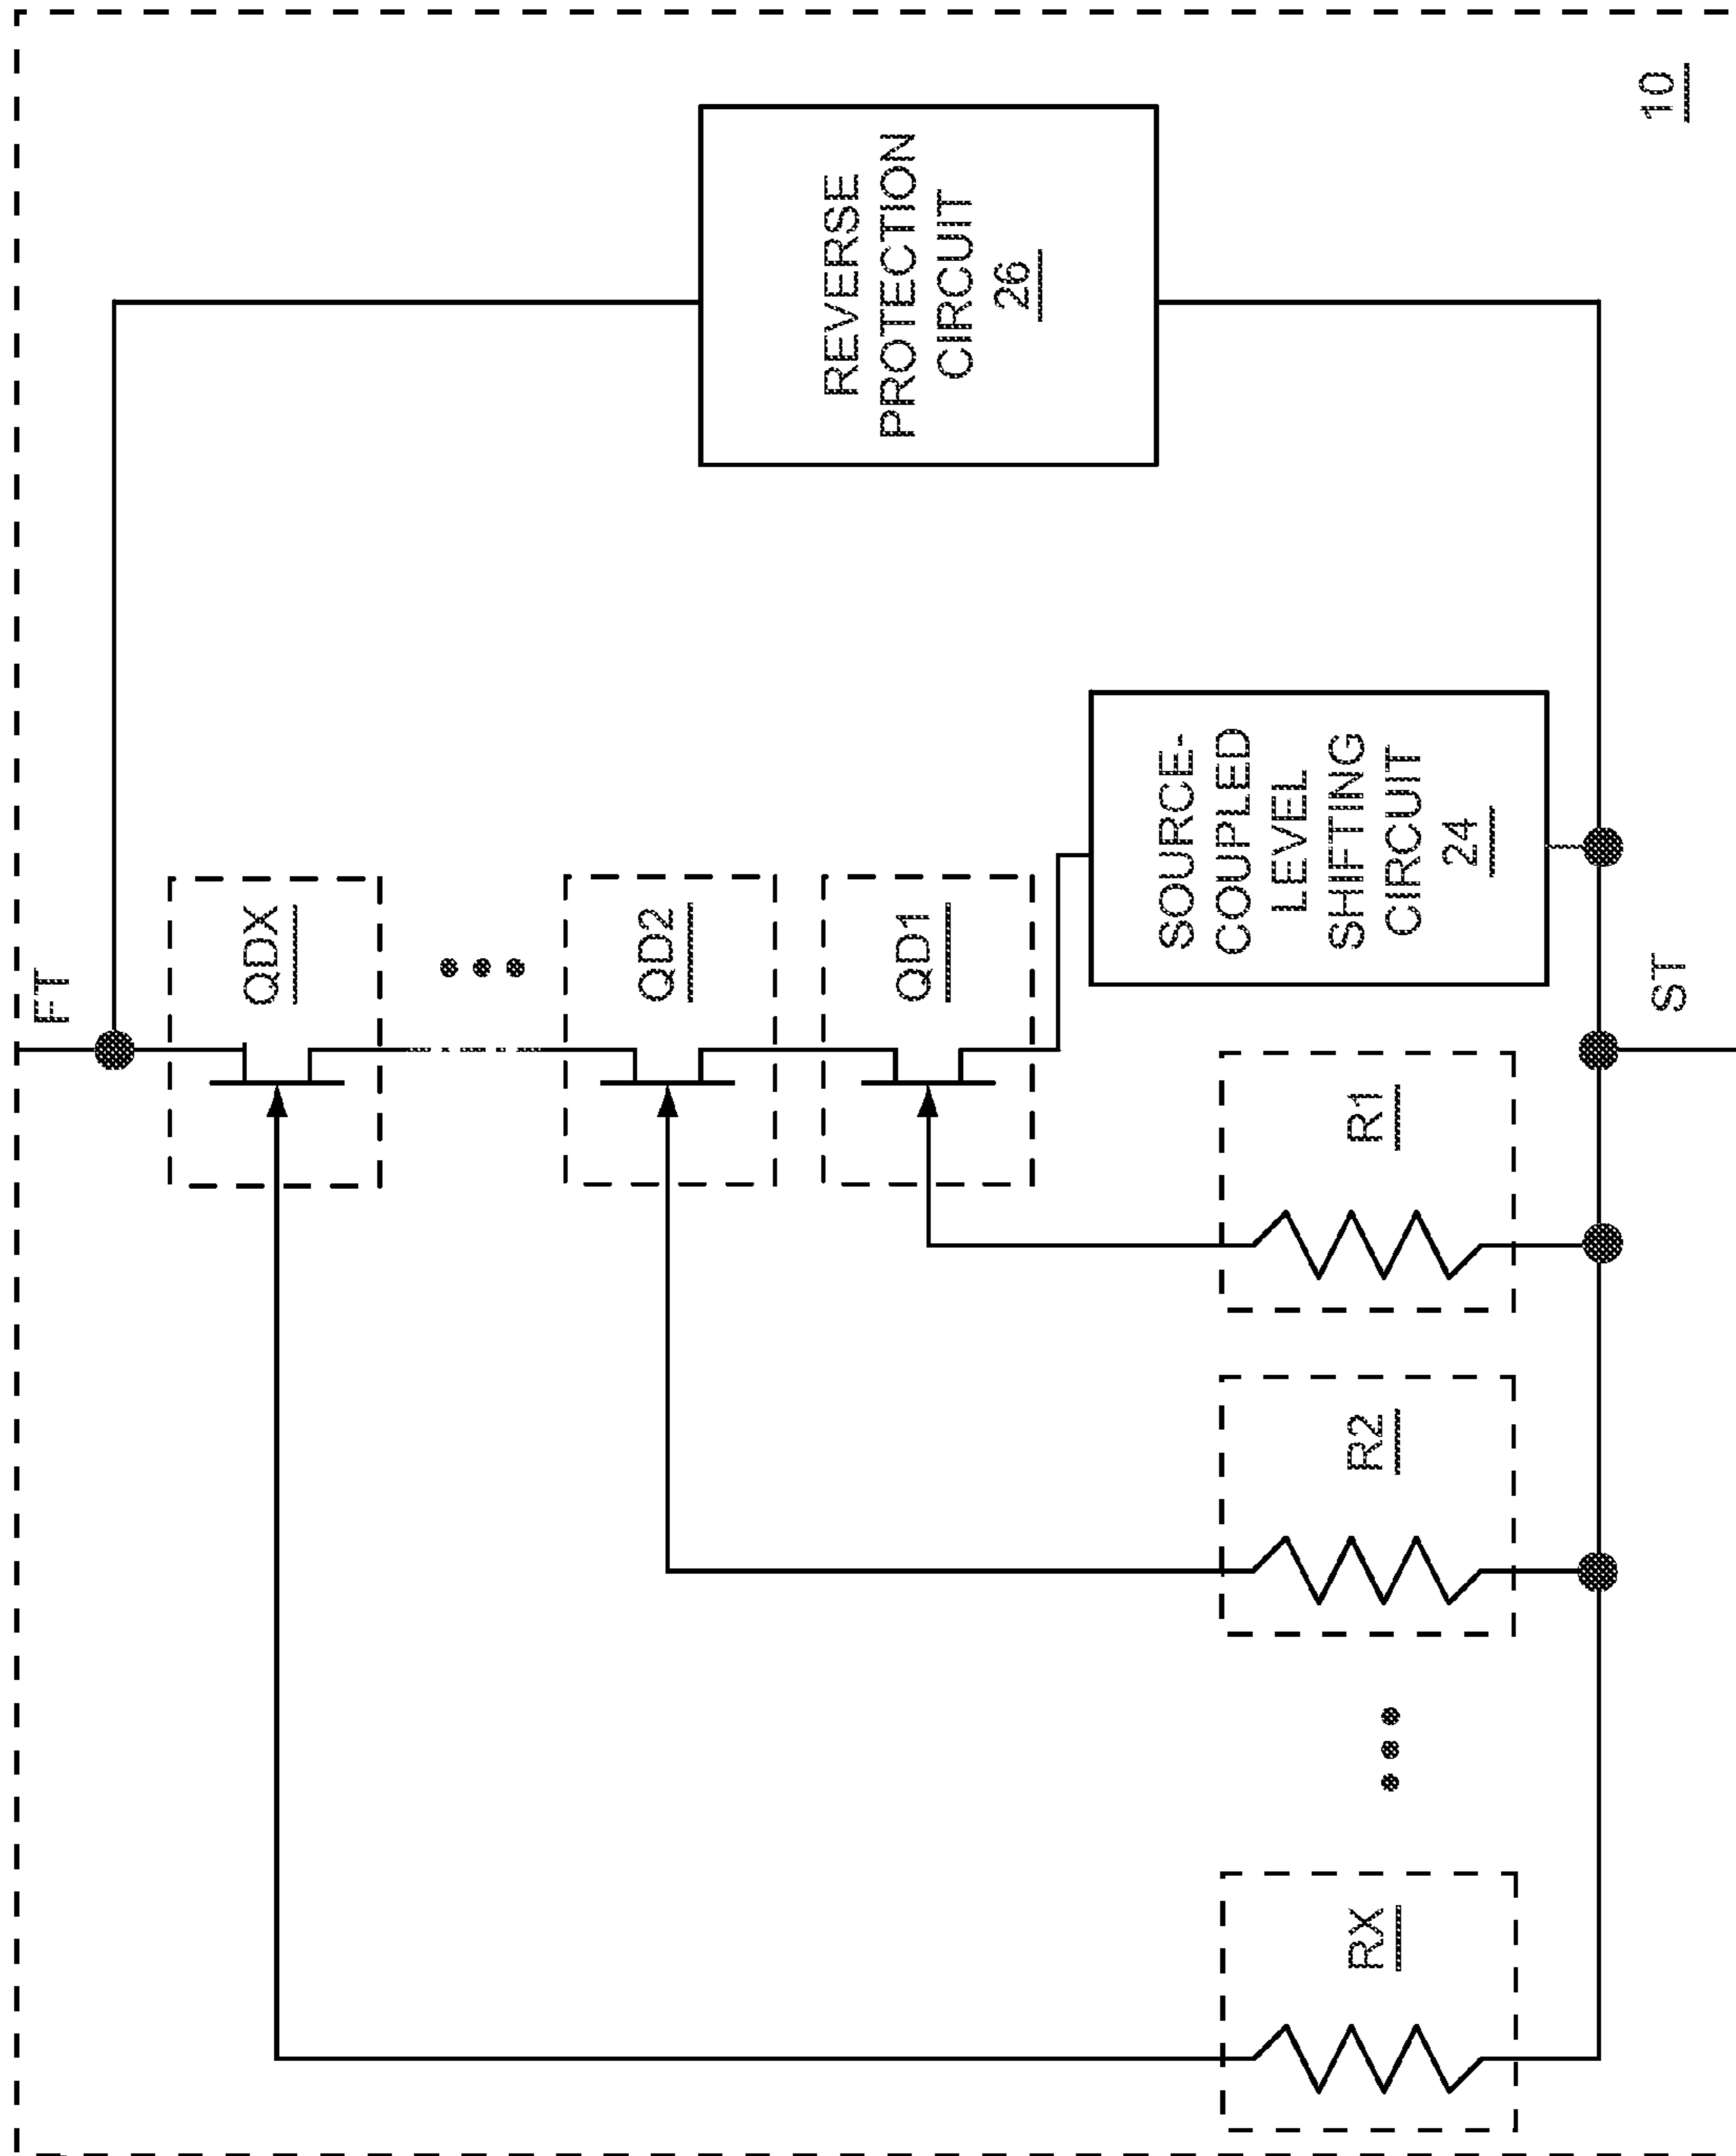 FT
QDX
QD2
QD1
REVERSE
PROTECTION
CIRCUIT
26
SOURCE-
COUPLED
LEVEL
SHIFTING
CIRCUIT
24
RX
R2
R1
ST
10